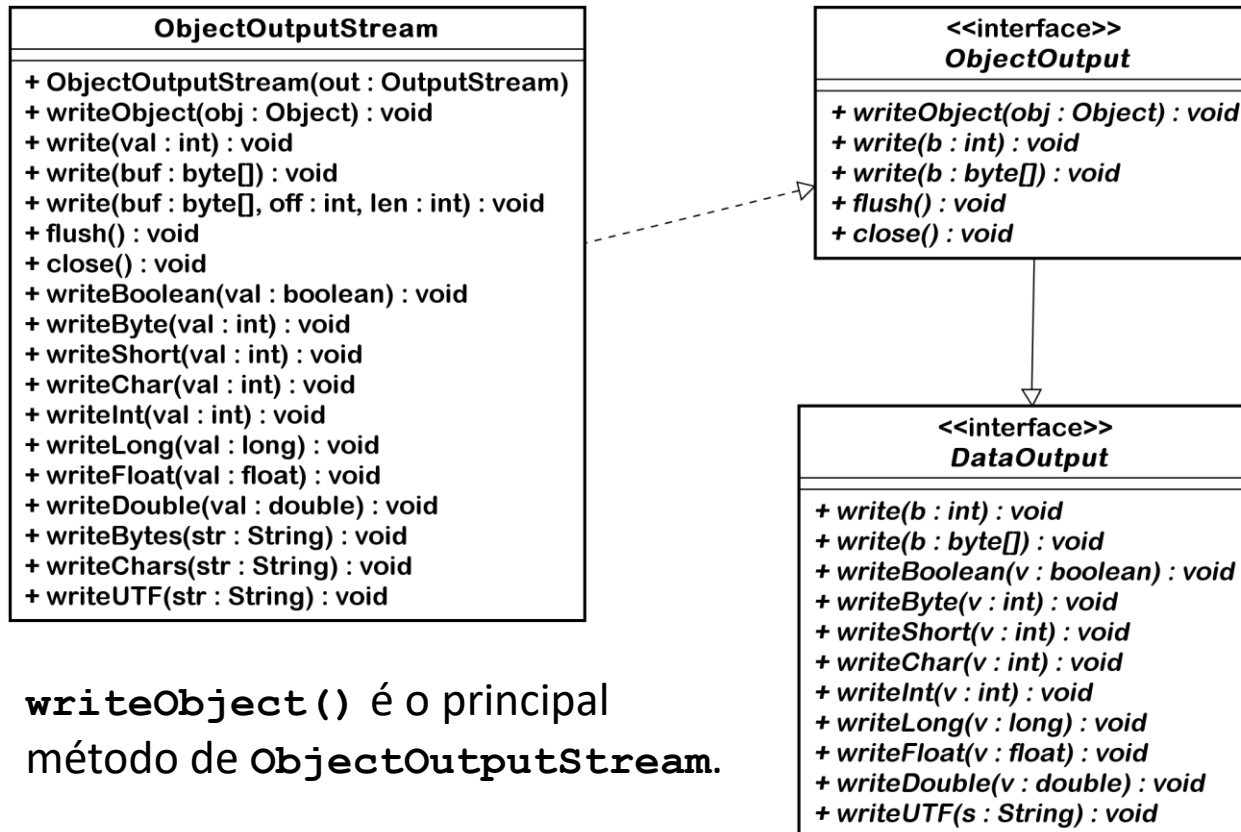 ObjectOutputStream
+ ObjectOutputStream(out : OutputStream)
+ writeObject(obj : Object) : void
+ write(val : int) : void
+ write(buf : byte[]) : void
+ write(buf : byte[], off : int, len : int) : void
+ flush() : void
+ close() : void
+ writeBoolean(val : boolean) : void
+ writeByte(val : int) : void
+ writeShort(val : int) : void
+ writeChar(val : int) : void
+ writeInt(val : int) : void
+ writeLong(val : long) : void
+ writeFloat(val : float) : void
+ writeDouble(val : double) : void
+ writeBytes(str : String) : void
+ writeChars(str : String) : void
+ writeUTF(str : String) : void
<<interface>>
ObjectOutput
+ writeObject(obj : Object) : void
+ write(b : int) : void
+ write(b : byte[]) : void
+ flush() : void
+ close() : void
<<interface>>
DataOutput
+ write(b : int) : void
+ write(b : byte[]) : void
+ writeBoolean(v : boolean) : void
+ writeByte(v : int) : void
+ writeShort(v : int) : void
+ writeChar(v : int) : void
+ writeInt(v : int) : void
+ writeLong(v : long) : void
+ writeFloat(v : float) : void
+ writeDouble(v : double) : void
+ writeUTF(s : String) : void
writeObject() é o principal
método de ObjectOutputStream.